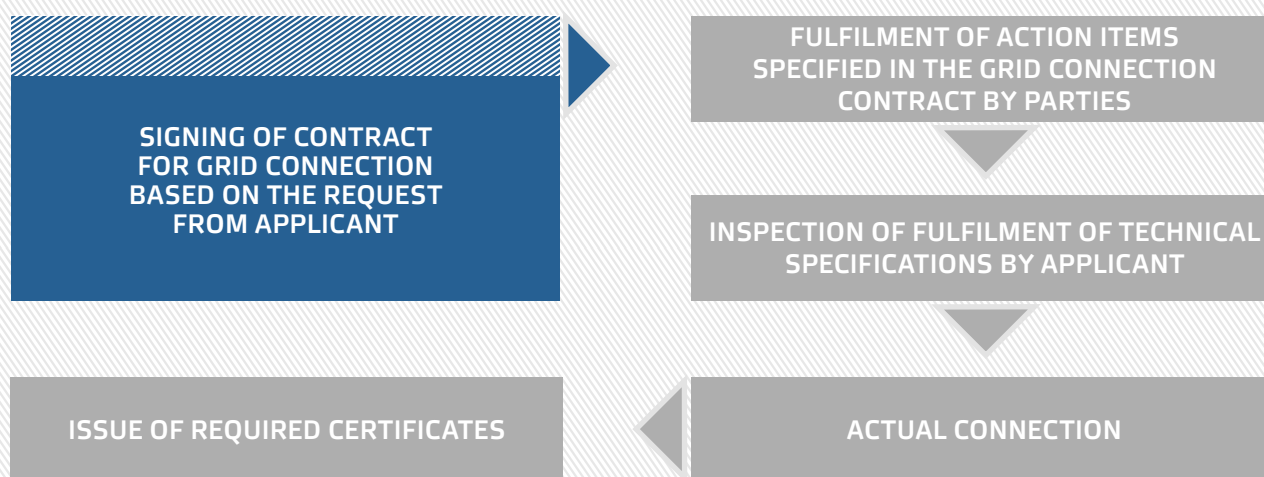 SIGNING OF CONTRACT
FOR GRID CONNECTION
BASED ON THE REQUEST
FROM APPLICANT
FULFILMENT OF ACTION ITEMS
SPECIFIED IN THE GRID CONNECTION
CONTRACT BY PARTIES
INSPECTION OF FULFILMENT OF TECHNICAL
SPECIFICATIONS BY APPLICANT
ACTUAL CONNECTION
ISSUE OF REQUIRED CERTIFICATES